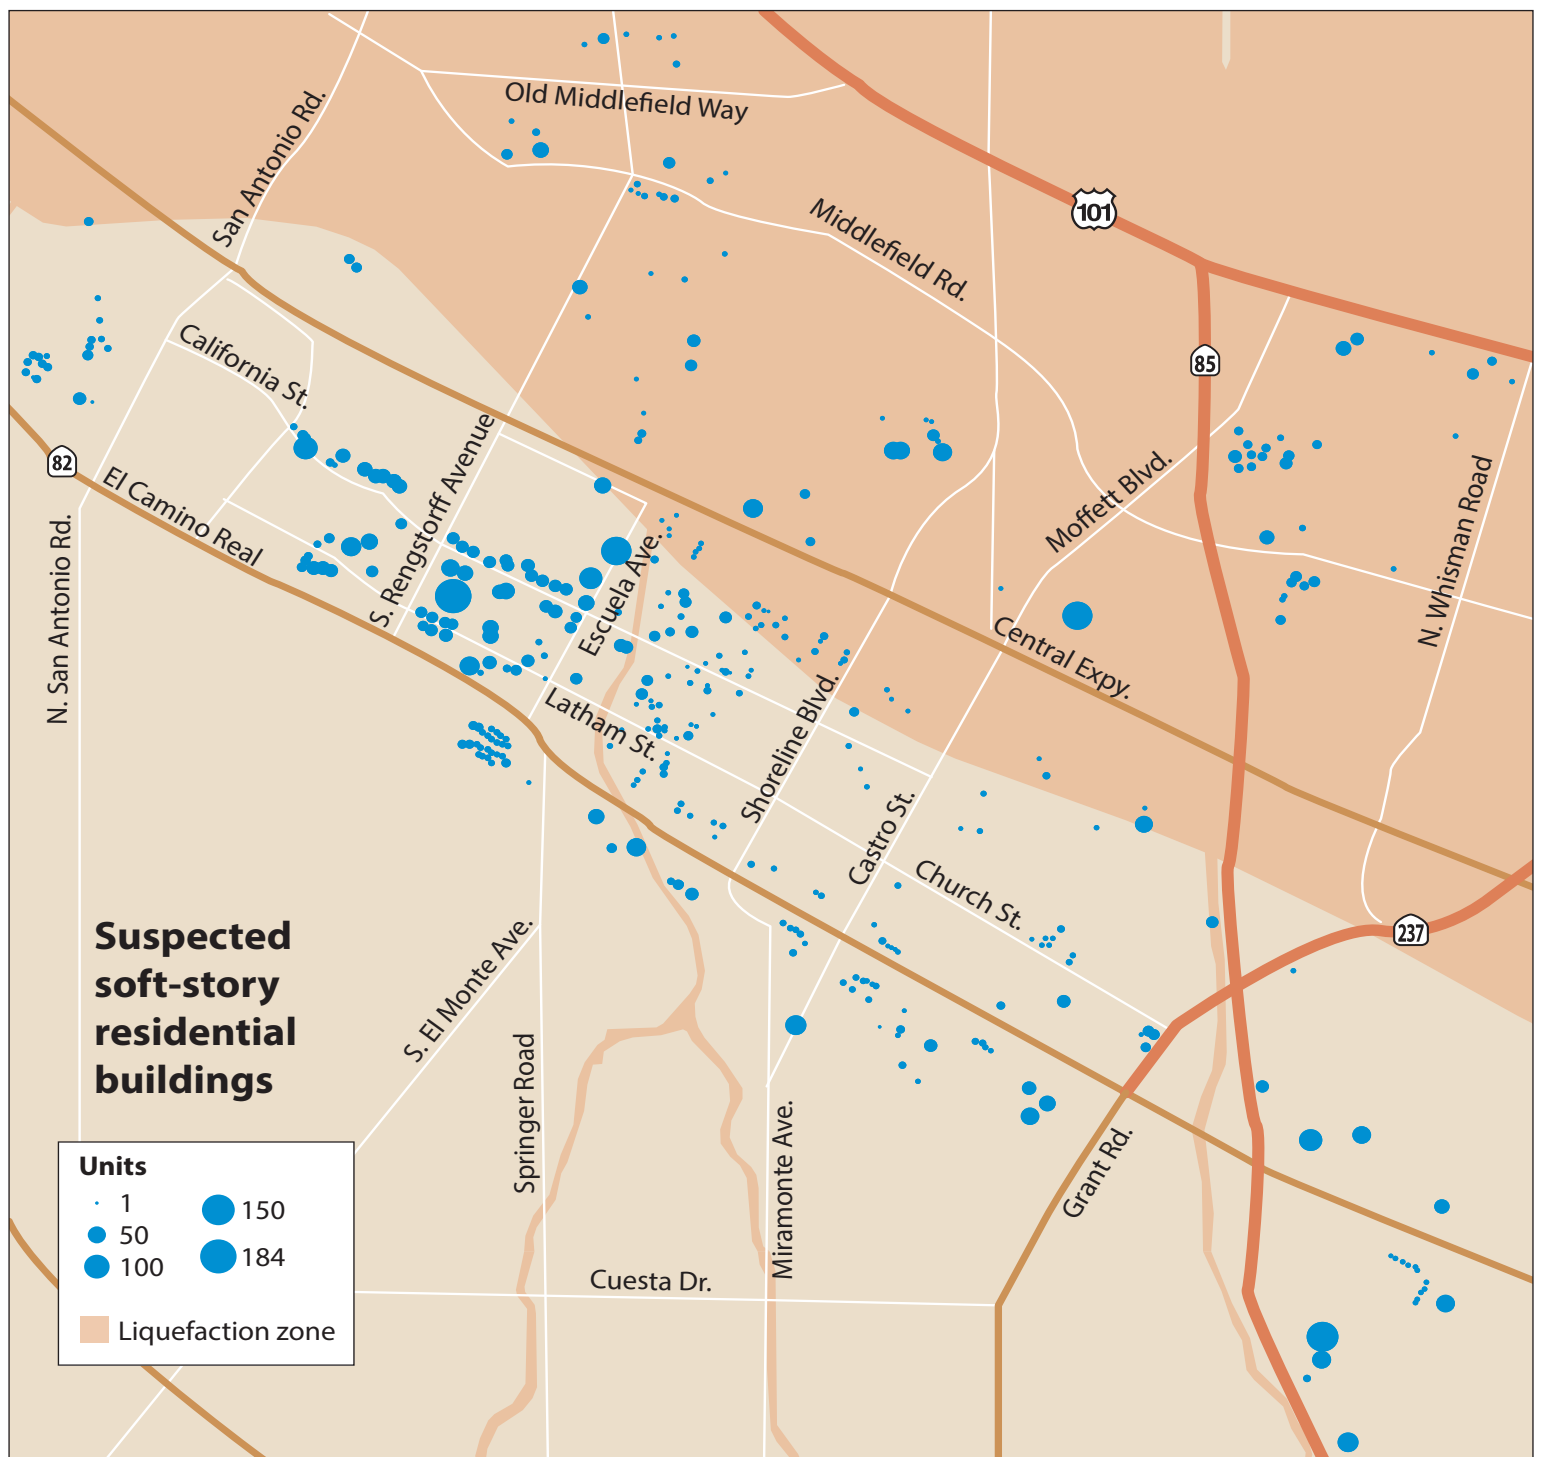 Old Middlefield Way
San Antonio Rd.
101
Middlefield Rd.
85
California St.
82
El Camino Real
S. Rengstorff Avenue
Moffett Blvd.
N. Whisman Road
N. San Antonio Rd.
Escuela Ave.
Central Expy.
Latham St.
Shoreline Blvd.
Castro St.
Church St.
237
Suspected
soft-story
residential
buildings
S. El Monte Ave.
Springer Road
Miramonte Ave.
Grant Rd.
Cuesta Dr.
Units
1
50
100
150
184
Liquefaction zone